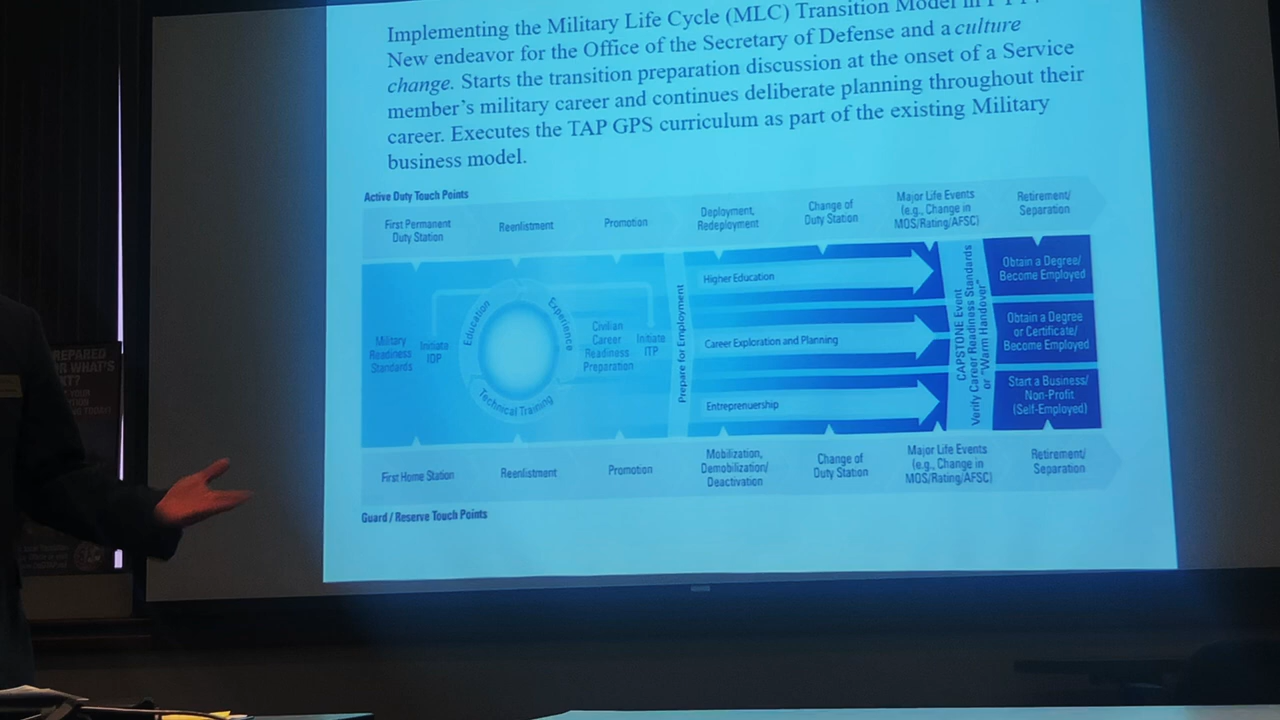 Implementing the Military Life Cycle (MLC) Transition Model in
New endeavor for the Office of the Secretary of Defense and a culture
change. Starts the transition preparation discussion at the onset of a Service
member's military career and continues deliberate planning throughout their
career. Executes the TAP GPS curriculum as part of the existing Military
business model.
Active Duty Touch Points
First Permanent
Duty Station
Reenlistment
Promotion
Deployment,
Redeployment
Change of
Duty Station
Major Life Events
(e.g., Change in
MOS/Rating/AFSC)
Retirement/
Separation
Military
Readiness
Standards
Initiate
IDP
Education
Experience
Technical Training
Civilian
Career
Readiness
Preparation
Initiate
ITP
Prepare for Employment
Higher Education
Career Exploration and Planning
Entreprenuership
CAPSTONE Event
Verify Career Readiness Standards
or "Warm Handover"
Obtain a Degree/
Become Employed
Obtain a Degree
or Certificate/
Become Employed
Start a Business/
Non-Profit
(Self-Employed)
First Home Station
Reenlistment
Promotion
Mobilization,
Demobilization/
Deactivation
Change of
Duty Station
Major Life Events
(e.g., Change in
MOS/Rating/AFSC)
Retirement/
Separation
Guard / Reserve Touch Points